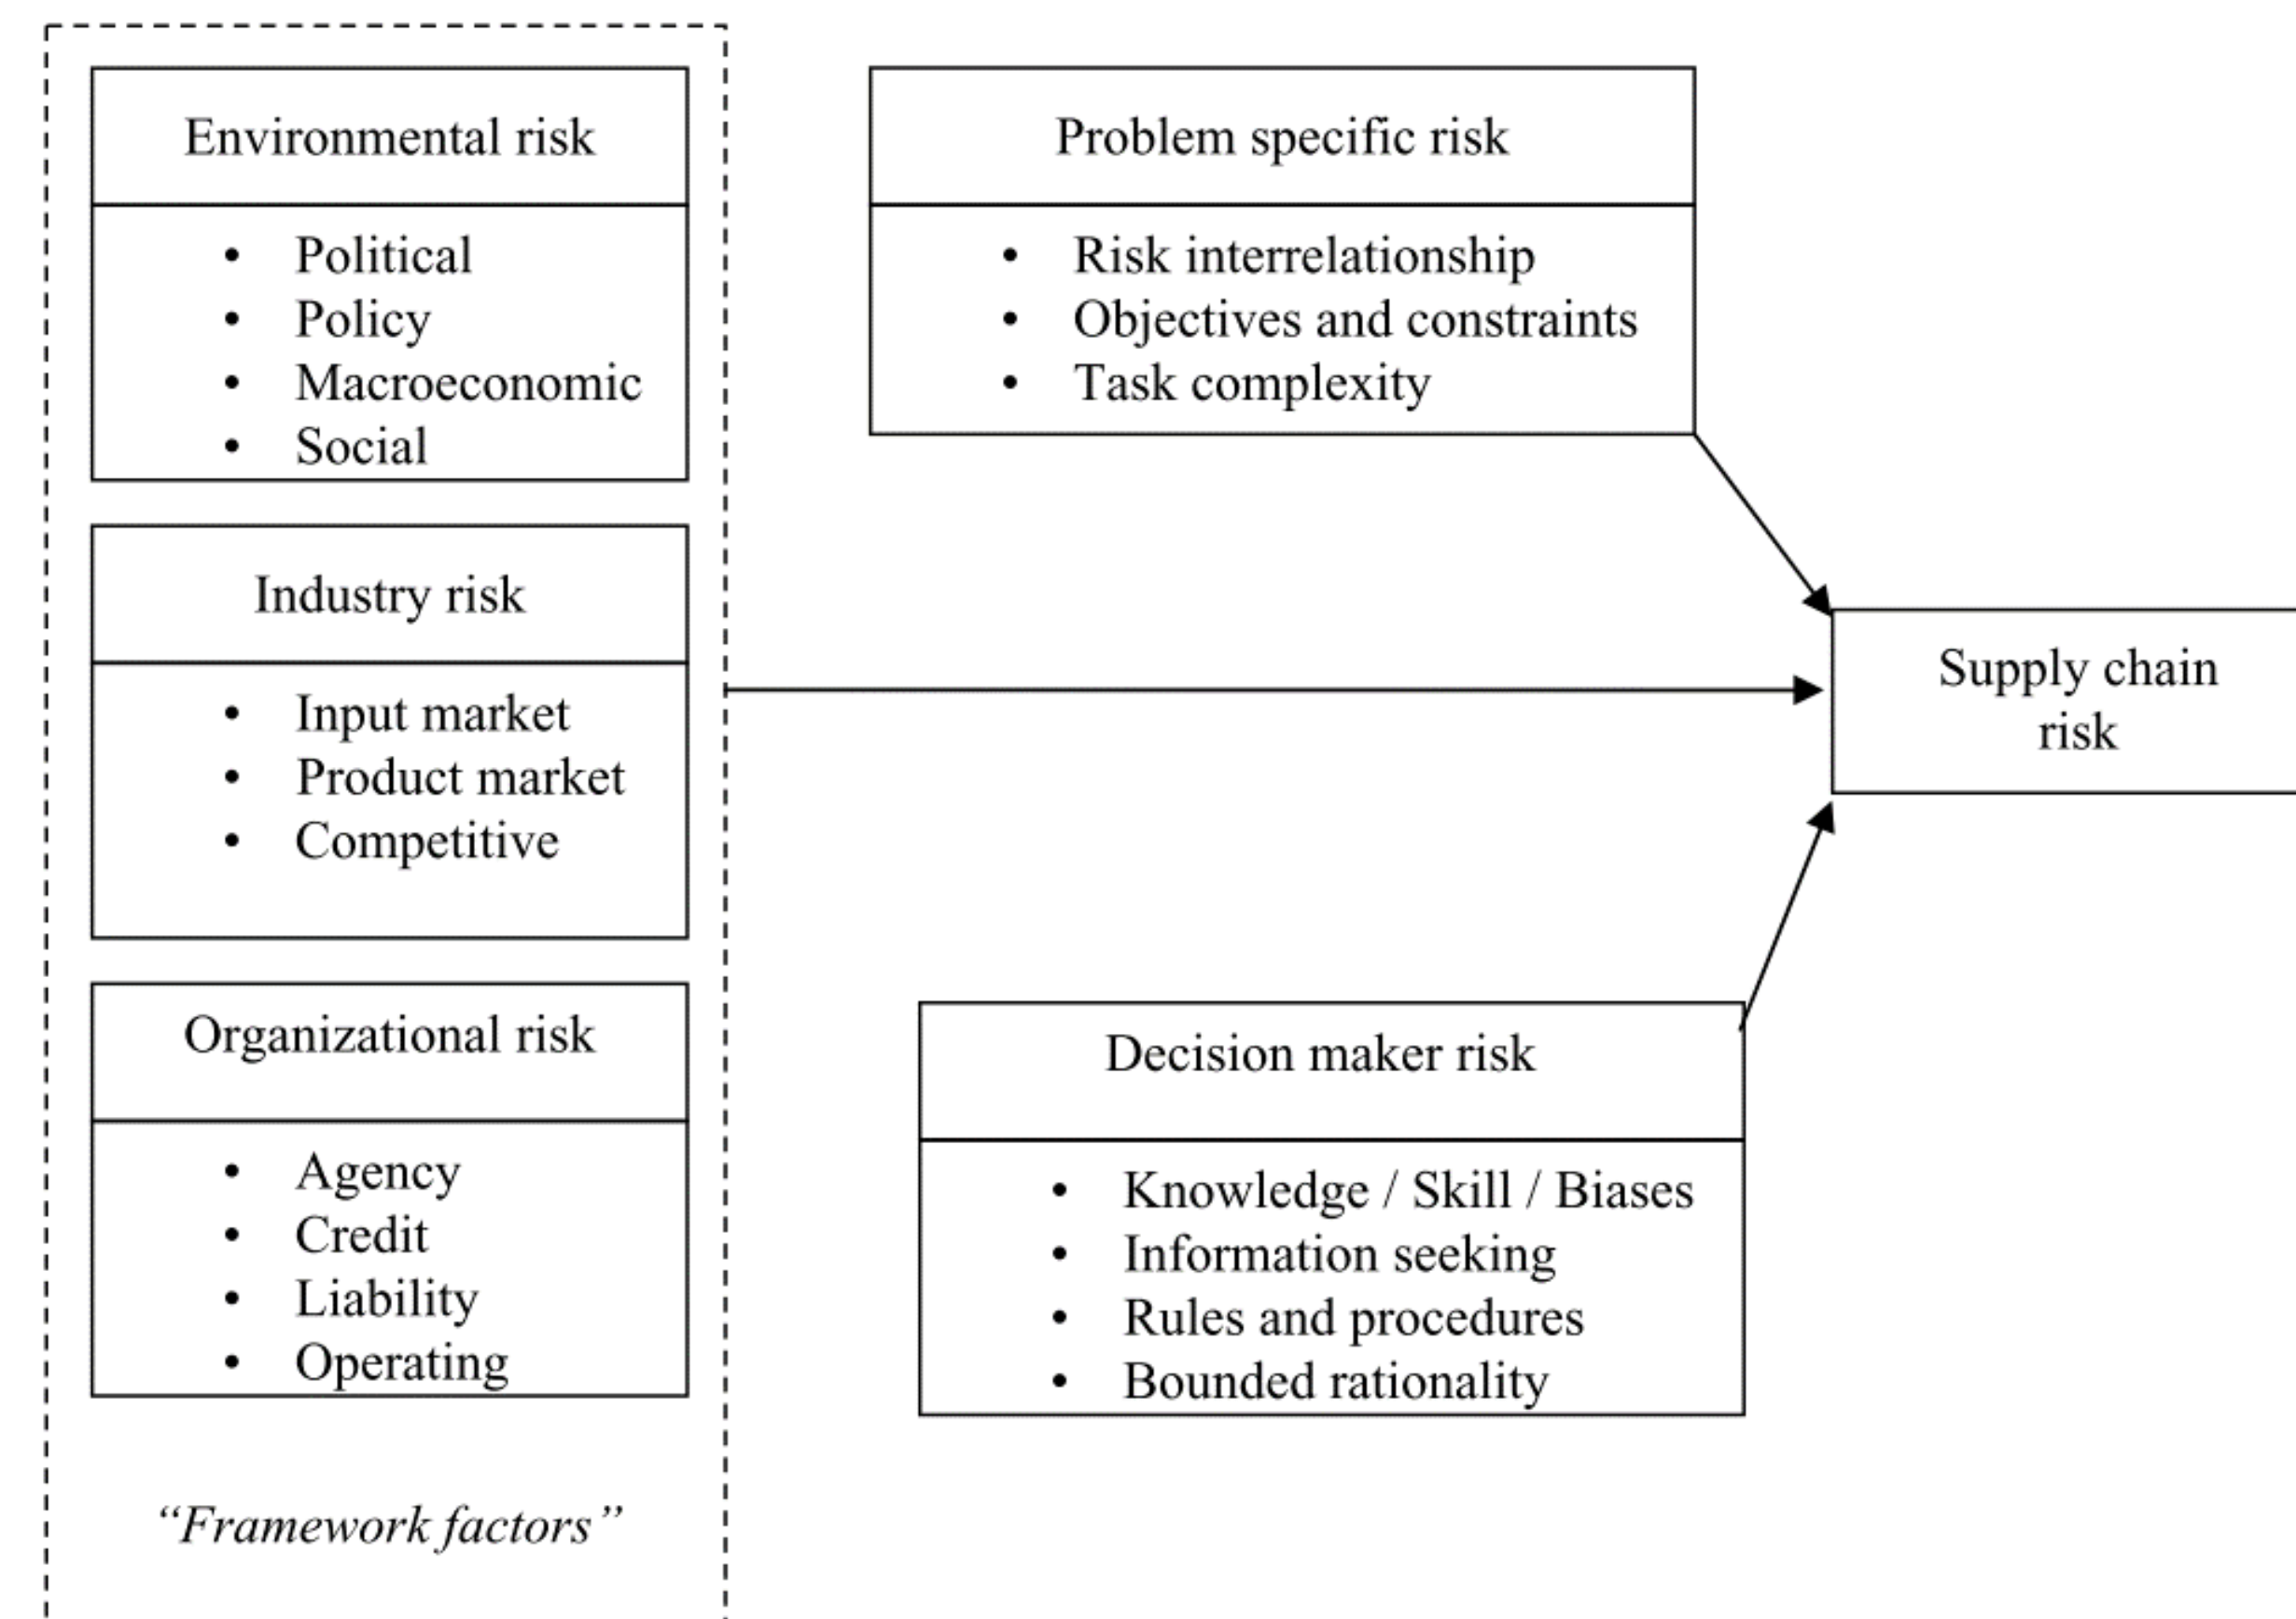 Environmental risk
• Political
• Policy
• Macroeconomic
• Social
Industry risk
• Input market
• Product market
• Competitive
Organizational risk
• Agency
• Credit
• Liability
• Operating
“Framework factors”
Problem specific risk
• Risk interrelationship
• Objectives and constraints
• Task complexity
Decision maker risk
• Knowledge / Skill / Biases
• Information seeking
• Rules and procedures
• Bounded rationality
Supply chain
risk